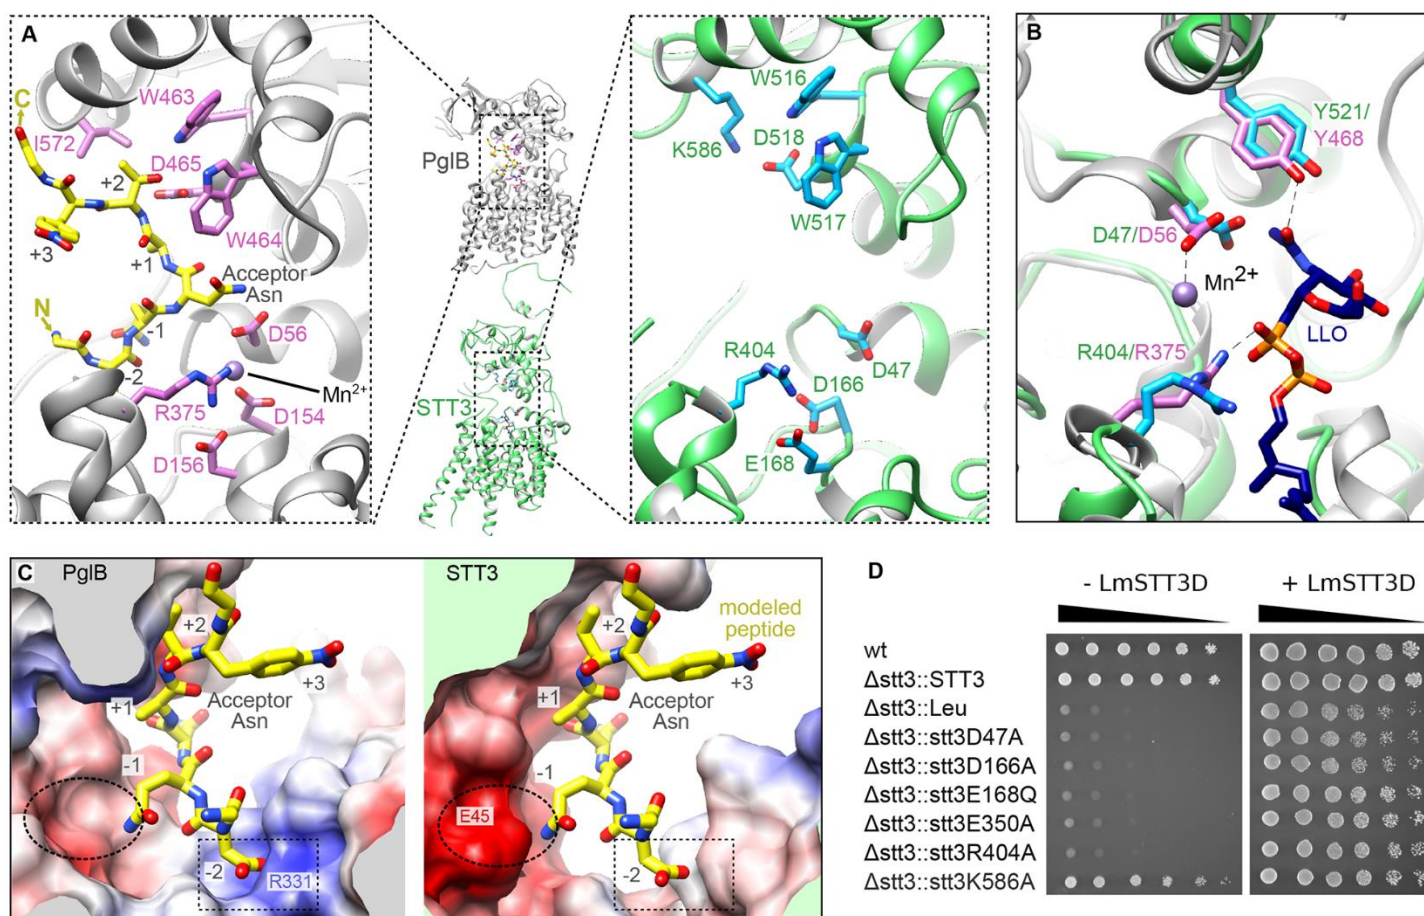 A
C
I572
W463
D465
+2
W464
+3
+1
Acceptor
Asn
N
-1
D56
-2
Mn2+
R375
D154
D156
PglB
STT3
W516
K586
D518
W517
R404
D166
D47
E168
B
Y521/
Y468
D47/D56
Mn2+
LLO
R404/R375
C
PglB
+2
+1
Acceptor
Asn
+3
-1
-2
R331
STT3
modeled
peptide
+2
+1
Acceptor
Asn
+3
-1
E45
-2
D
- LmSTT3D
+ LmSTT3D
wt
Δstt3::STT3
Δstt3::Leu
Δstt3::stt3D47A
Δstt3::stt3D166A
Δstt3::stt3E168Q
Δstt3::stt3E350A
Δstt3::stt3R404A
Δstt3::stt3K586A